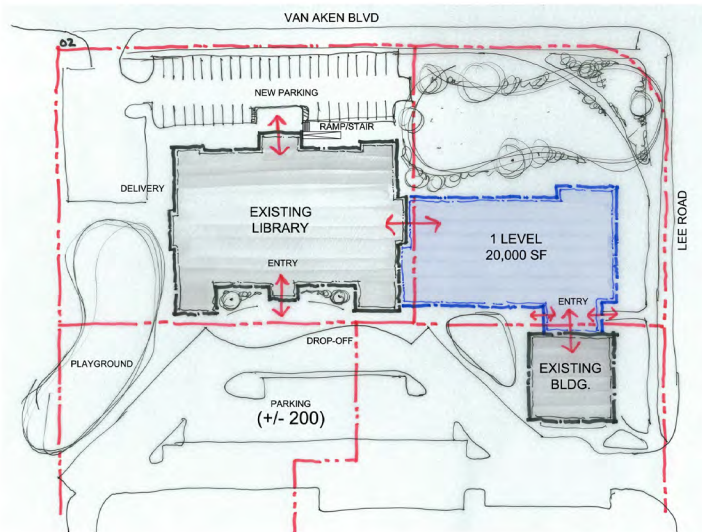 VAN AKEN BLVD
02
NEW PARKING
RAMP/STAIR
DELIVERY
EXISTING
LIBRARY
1 LEVEL
20,000 SF
LEE ROAD
ENTRY
ENTRY
DROP-OFF
PLAYGROUND
EXISTING
BLDG.
PARKING
(+/- 200)